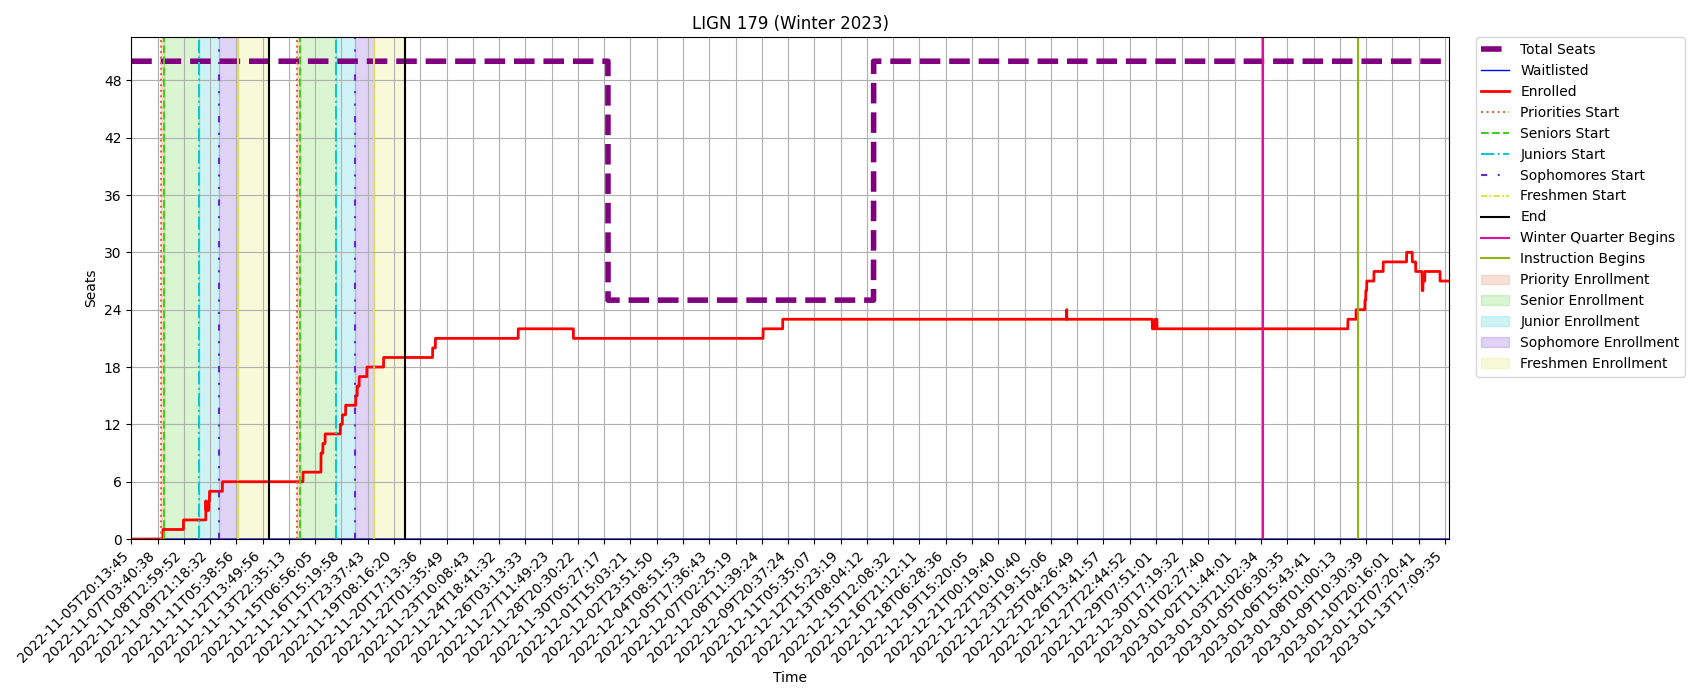 LIGN 179 (Winter 2023)
Seats
48
42
36
30
24
18
12
6
0
2022-11-05T20:13:45
2022-11-07T03:40:38
2022-11-08T12:59:52
2022-11-09T21:18:32
2022-11-11T05:38:56
2022-11-12T13:49:56
2022-11-13T22:35:13
2022-11-15T06:56:05
2022-11-16T15:19:58
2022-11-17T23:37:43
2022-11-19T08:16:20
2022-11-20T17:13:36
2022-11-22T01:35:49
2022-11-23T10:08:43
2022-11-24T18:41:32
2022-11-26T03:13:33
2022-11-27T11:49:23
2022-11-28T20:30:22
2022-11-30T05:27:17
2022-12-01T15:03:21
2022-12-02T23:51:50
2022-12-04T08:51:53
2022-12-05T17:36:43
2022-12-07T02:25:19
2022-12-08T11:39:24
2022-12-09T20:37:24
2022-12-11T05:35:07
2022-12-12T15:23:19
2022-12-13T08:04:12
2022-12-15T12:08:32
2022-12-16T21:12:11
2022-12-18T06:28:36
2022-12-19T15:20:05
2022-12-21T00:19:40
2022-12-22T10:10:40
2022-12-23T19:15:06
2022-12-25T04:26:49
2022-12-26T13:41:57
2022-12-27T22:44:52
2022-12-29T07:51:01
2022-12-30T17:19:32
2023-01-01T02:27:40
2023-01-02T11:44:01
2023-01-03T21:02:34
2023-01-05T06:30:35
2023-01-06T15:43:41
2023-01-08T01:00:13
2023-01-09T10:30:39
2023-01-10T20:16:01
2023-01-12T07:20:41
2023-01-13T17:09:35
Time
Total Seats
Waitlisted
Enrolled
Priorities Start
Seniors Start
Juniors Start
Sophomores Start
Freshmen Start
End
Winter Quarter Begins
Instruction Begins
Priority Enrollment
Senior Enrollment
Junior Enrollment
Sophomore Enrollment
Freshmen Enrollment